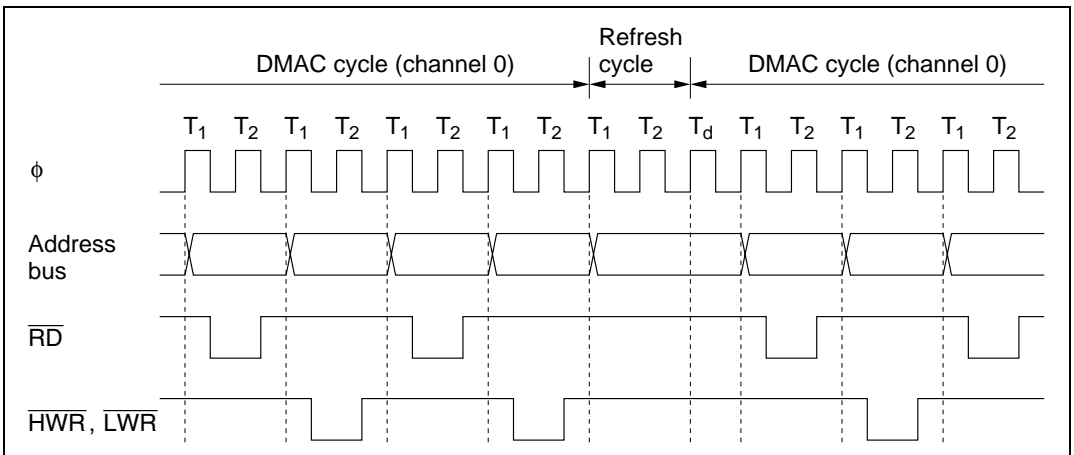 Refresh
DMAC cycle (channel 0) cycle DMAC cycle (channel 0)
T1 T2 T1 T2 T1 T2 T1 T2 T1 T2 Td T1 T2 T1 T2 T1 T2
ϕ
Address
bus
RD
HWR, LWR